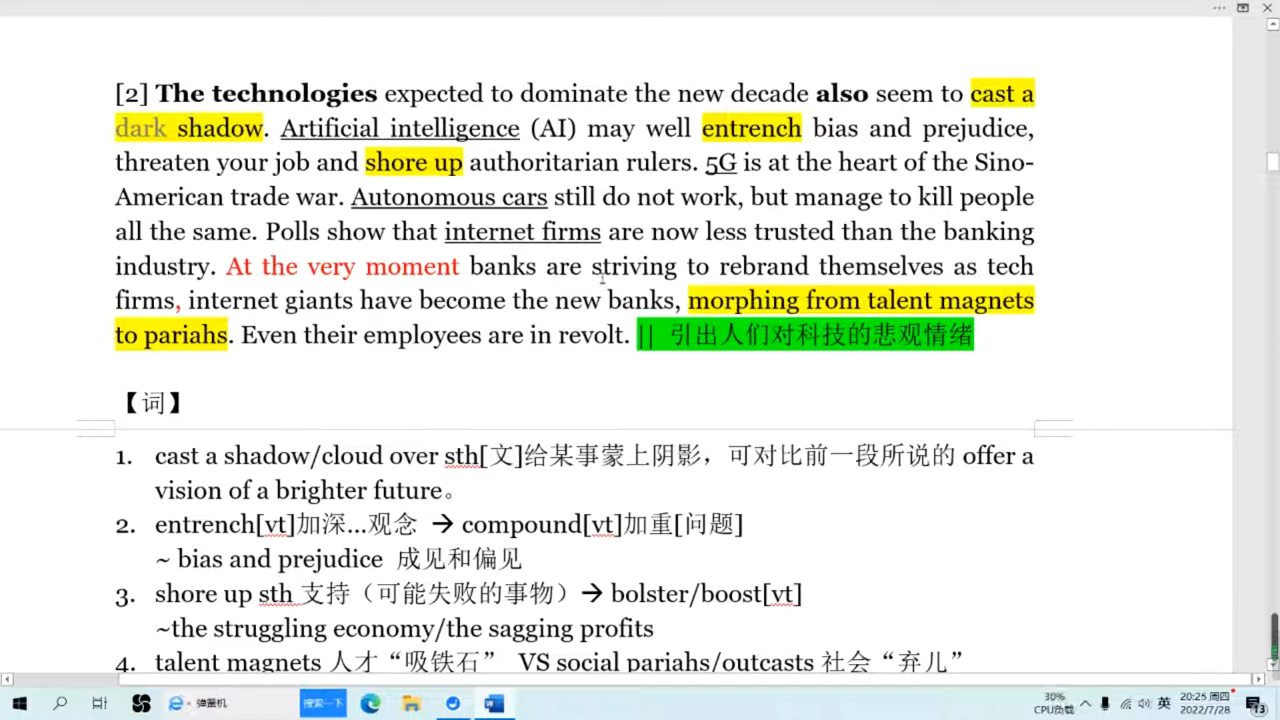 [2] The technologies expected to dominate the new decade also seem to cast a
dark shadow. Artificial intelligence (AI) may well entrench bias and prejudice,
threaten your job and shore up authoritarian rulers. 5G is at the heart of the Sino-
American trade war. Autonomous cars still do not work, but manage to kill people
all the same. Polls show that internet firms are now less trusted than the banking
industry. At the very moment banks are striving to rebrand themselves as tech
firms, internet giants have become the new banks, morphing from talent magnets
to pariahs. Even their employees are in revolt. || 引出人们对科技的悲观情绪
【词】
1. cast a shadow/cloud over sth[文]给某事蒙上阴影，可对比前一段所说的 offer a
vision of a brighter future。
2. entrench[vt]加深...观念 → compound[vt]加重[问题]
~ bias and prejudice 成见和偏见
3. shore up sth 支持（可能失败的事物）→ bolster/boost[vt]
~the struggling economy/the sagging profits
4. talent magnets 人才“吸铁石” VS social pariahs/outcasts 社会“弃儿”
弹簧机
搜索一下
30%
CPU负载
英
20:25 周四
2022/7/28
13